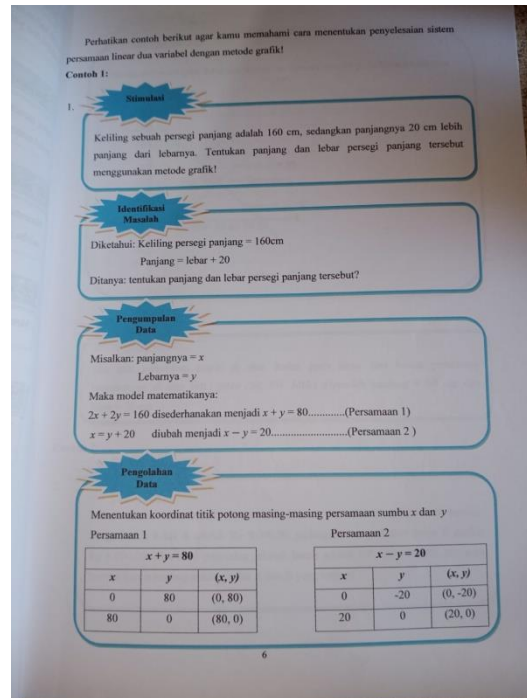 Perhatikan contoh berikut agar kamu memahami cara menentukan penyelesaian sistem
persamaan linear dua variabel dengan metode grafik!
Contoh 1:
1.
Stimulasi
Keliling sebuah persegi panjang adalah 160 cm, sedangkan panjangnya 20 cm lebih
panjang dari lebarnya. Tentukan panjang dan lebar persegi panjang tersebut
menggunakan metode grafik!
Identifikasi
Masalah
Diketahui: Keliling persegi panjang = 160cm
Panjang = lebar + 20
Ditanya: tentukan panjang dan lebar persegi panjang tersebut?
Pengumpulan
Data
Misalkan: panjangnya = x
Lebarnya = y
Maka model matematikanya:
2x + 2y = 160 disederhanakan menjadi x + y = 80.............(Persamaan 1)
x = y + 20 diubah menjadi x − y = 20.............................(Persamaan 2 )
Pengolahan
Data
Menentukan koordinat titik potong masing-masing persamaan sumbu x dan y
Persamaan 1
x + y = 80
x y (x, y)
0 80 (0, 80)
80 0 (80, 0)
Persamaan 2
x − y = 20
x y (x, y)
0 -20 (0, -20)
20 0 (20, 0)
6